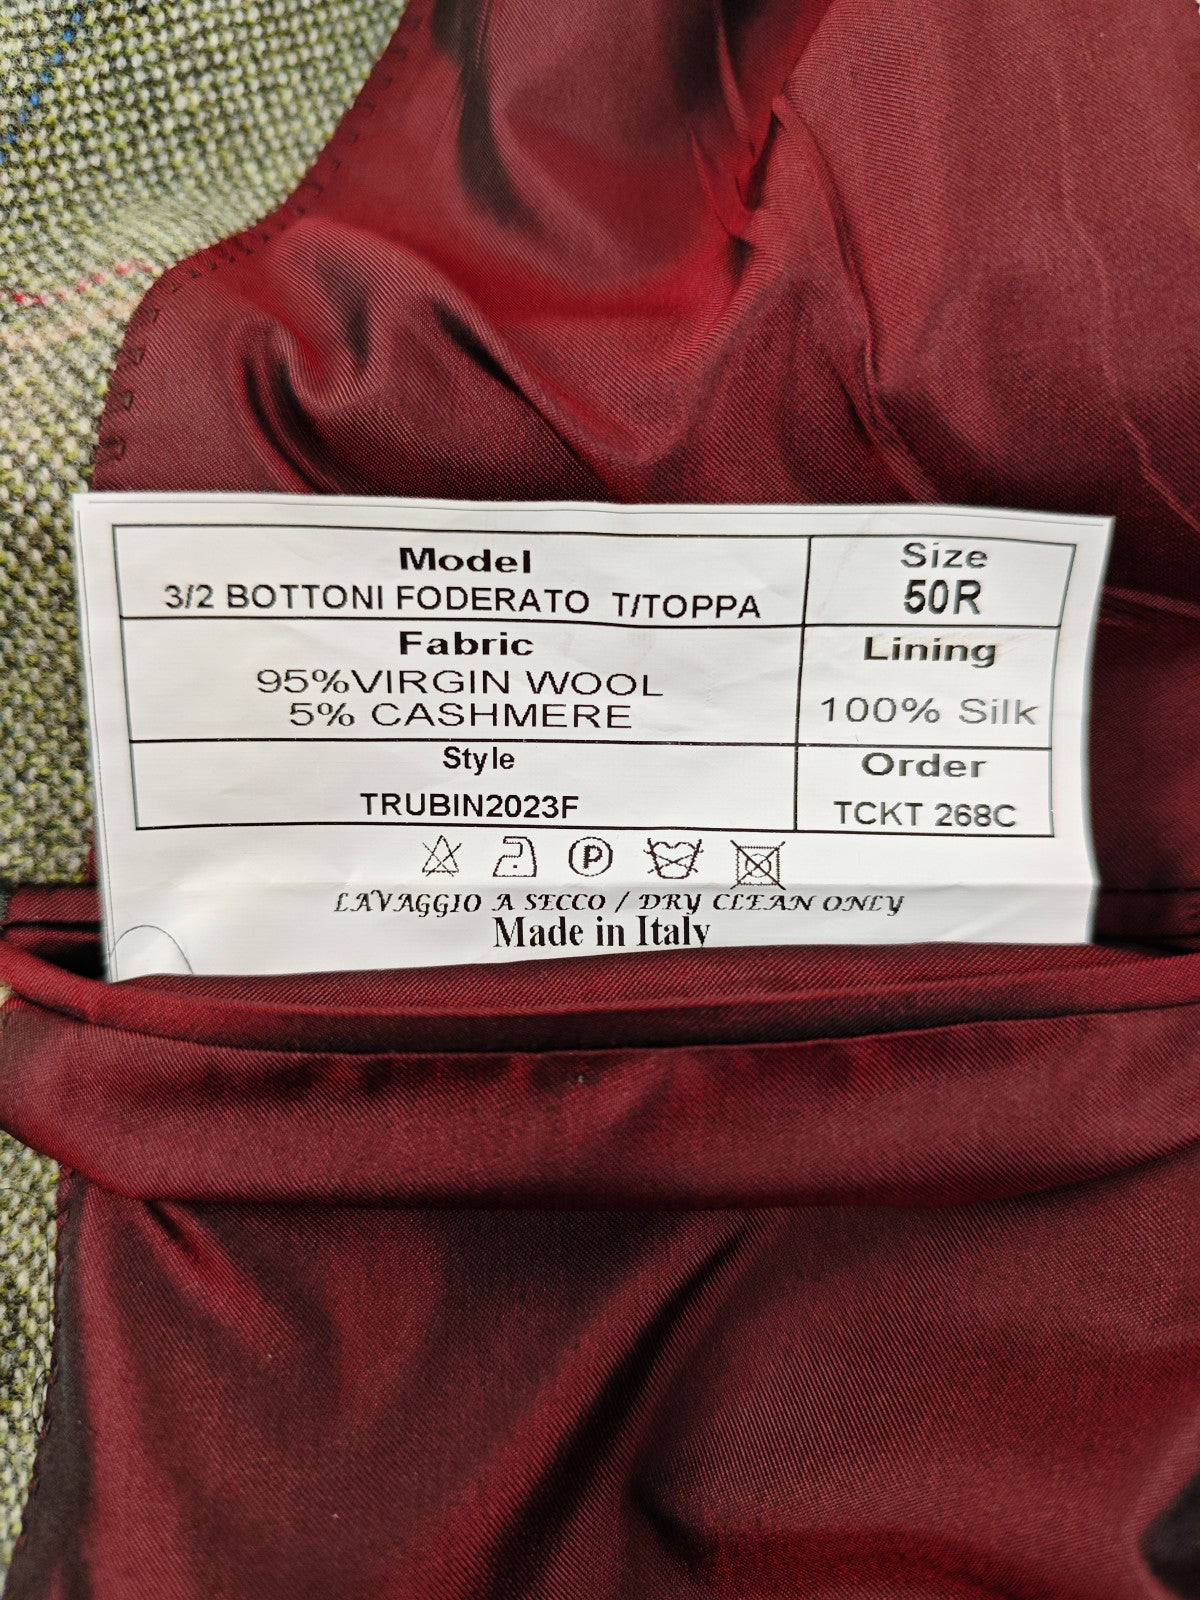 Model
3/2 BOTTONI FODERATO T/TOPPA
Size
50R
Fabric
95%VIRGIN WOOL
5% CASHMERE
Lining
100% Silk
Style
TRUBIN2023F
Order
TCKT 268C
P
LAVAGGIO A SECCO / DRY CLEAN ONLY
Made in Italy